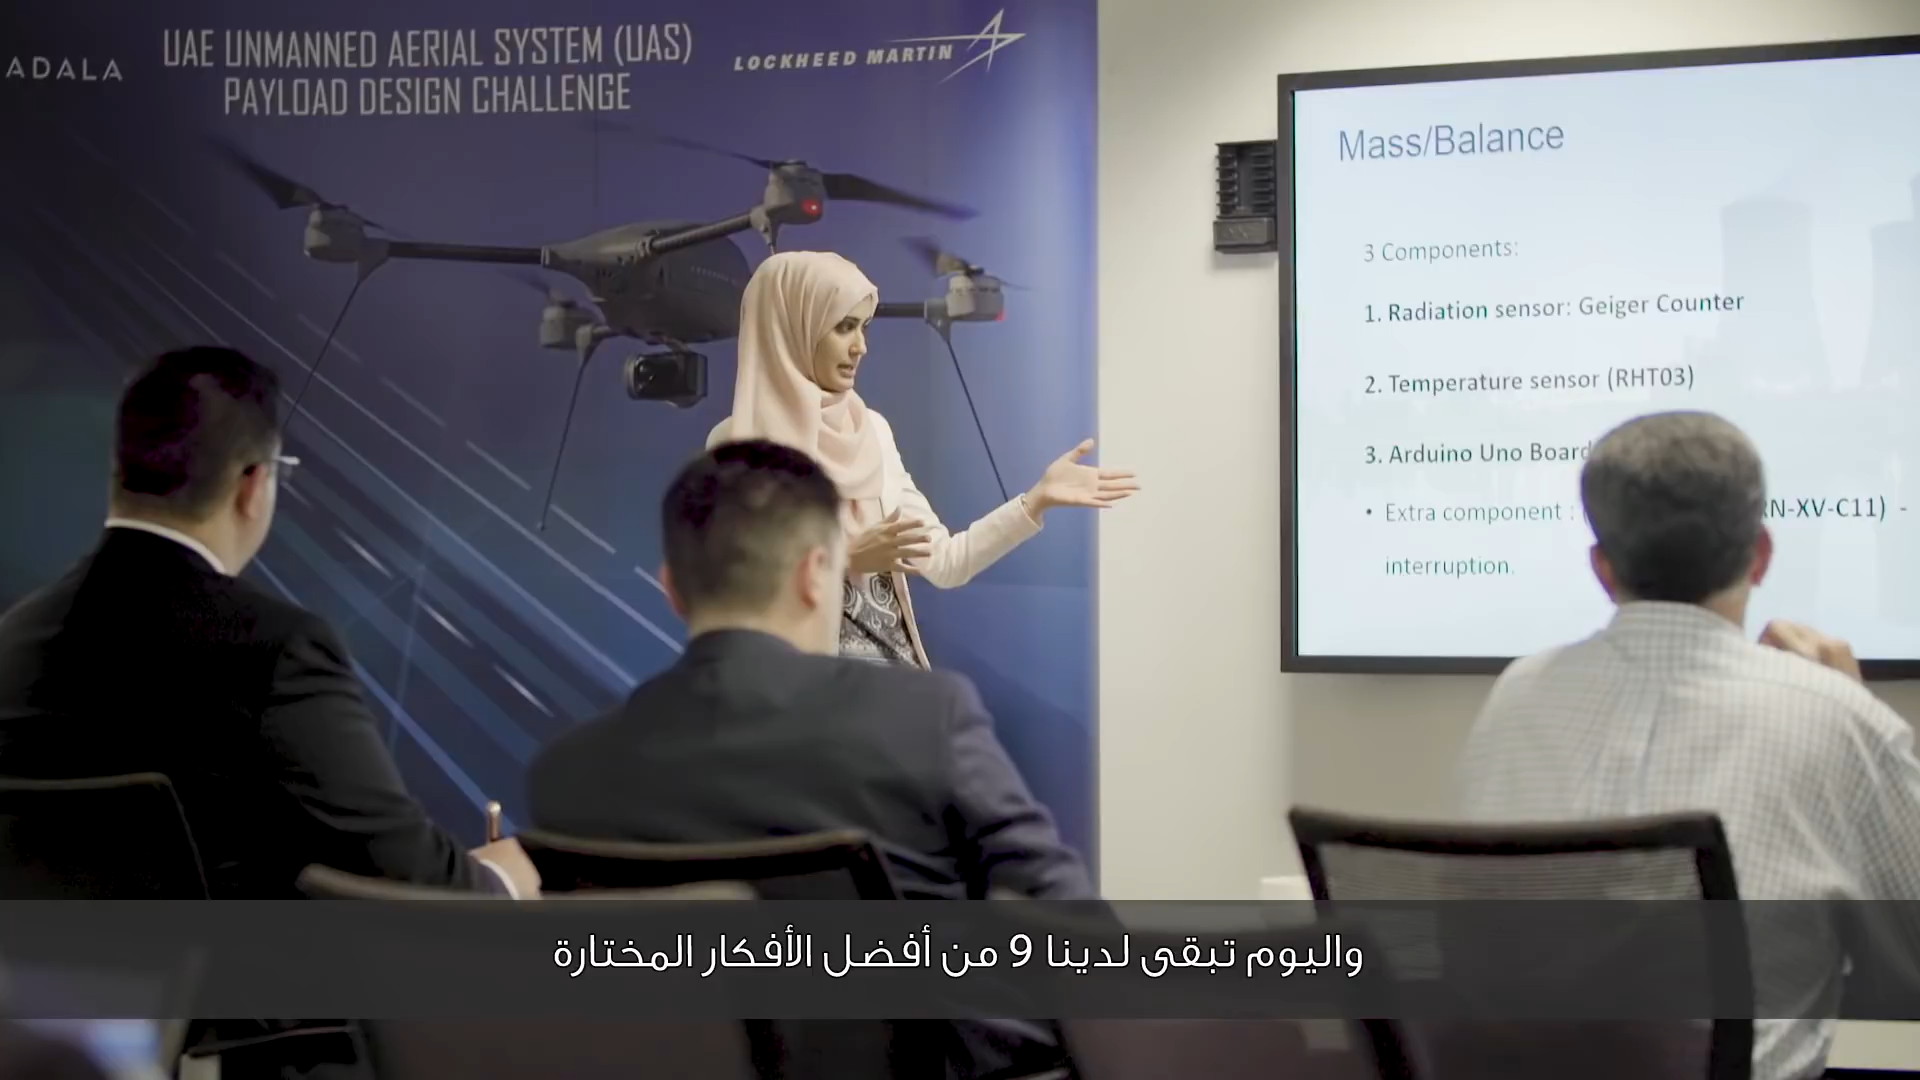 ADALA
UAE UNMANNED AERIAL SYSTEM (UAS)
PAYLOAD DESIGN CHALLENGE
LOCKHEED MARTIN
Mass/Balance
3 Components:
1. Radiation sensor: Geiger Counter
2. Temperature sensor (RHT03)
3. Arduino Uno Board
• Extra component : ( RN-XV-C11) -
interruption.
واليوم تبقى لدينا 9 من أفضل الأفكار المختارة